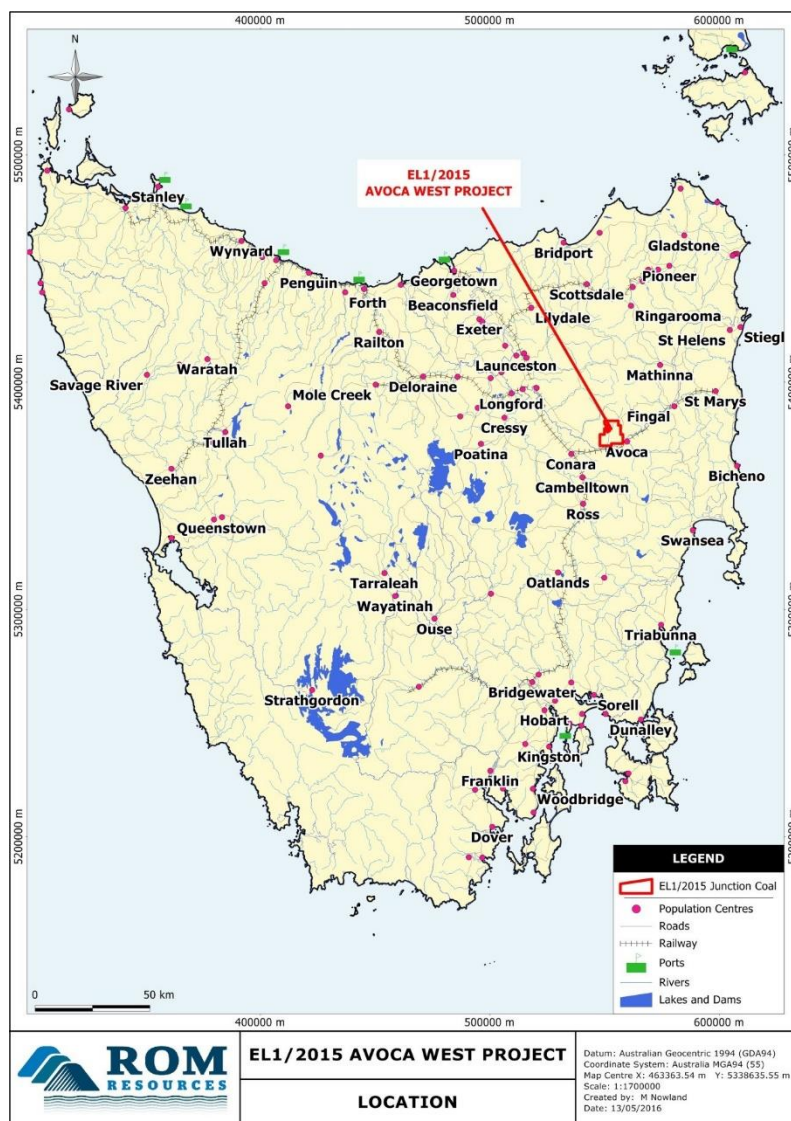 400000 m
500000 m
600000 m
N
5500000 m
5500000 m
EL1/2015
AVOCA WEST PROJECT
Stanley
Wynyard
Bridport
Gladstone
Penguin
Georgetown
Pioneer
Forth
Beaconsfield
Scottsdale
Exeter
Lilydale
Ringarooma
Railton
St Helens
Stiegl
Waratah
Launceston
Mathinna
Savage River
Deloraine
5400000 m
5400000 m
Mole Creek
Longford
St Marys
Cressy
Fingal
Tullah
Poatina
Avoca
Conara
Zeehan
Cambelltown
Bicheno
Ross
Queenstown
Swansea
Tarraleah
Oatlands
Wayatinah
5300000 m
5300000 m
Ouse
Triabunna
Strathgordon
Bridgewater
Sorell
Hobart
Dunalley
Kingston
Franklin
Woodbridge
Dover
5200000 m
5200000 m
LEGEND
EL1/2015 Junction Coal
Population Centres
Roads
Railway
Ports
Rivers
Lakes and Dams
0
50 km
400000 m
500000 m
600000 m
ROM
RESOURCES
EL1/2015 AVOCA WEST PROJECT
LOCATION
Datum: Australian Geocentric 1994 (GDA94)
Coordinate System: Australia MGA94 (55)
Map Centre X: 463363.54 m Y: 5338635.55 m
Scale: 1:1700000
Created by: M Nowland
Date: 13/05/2016